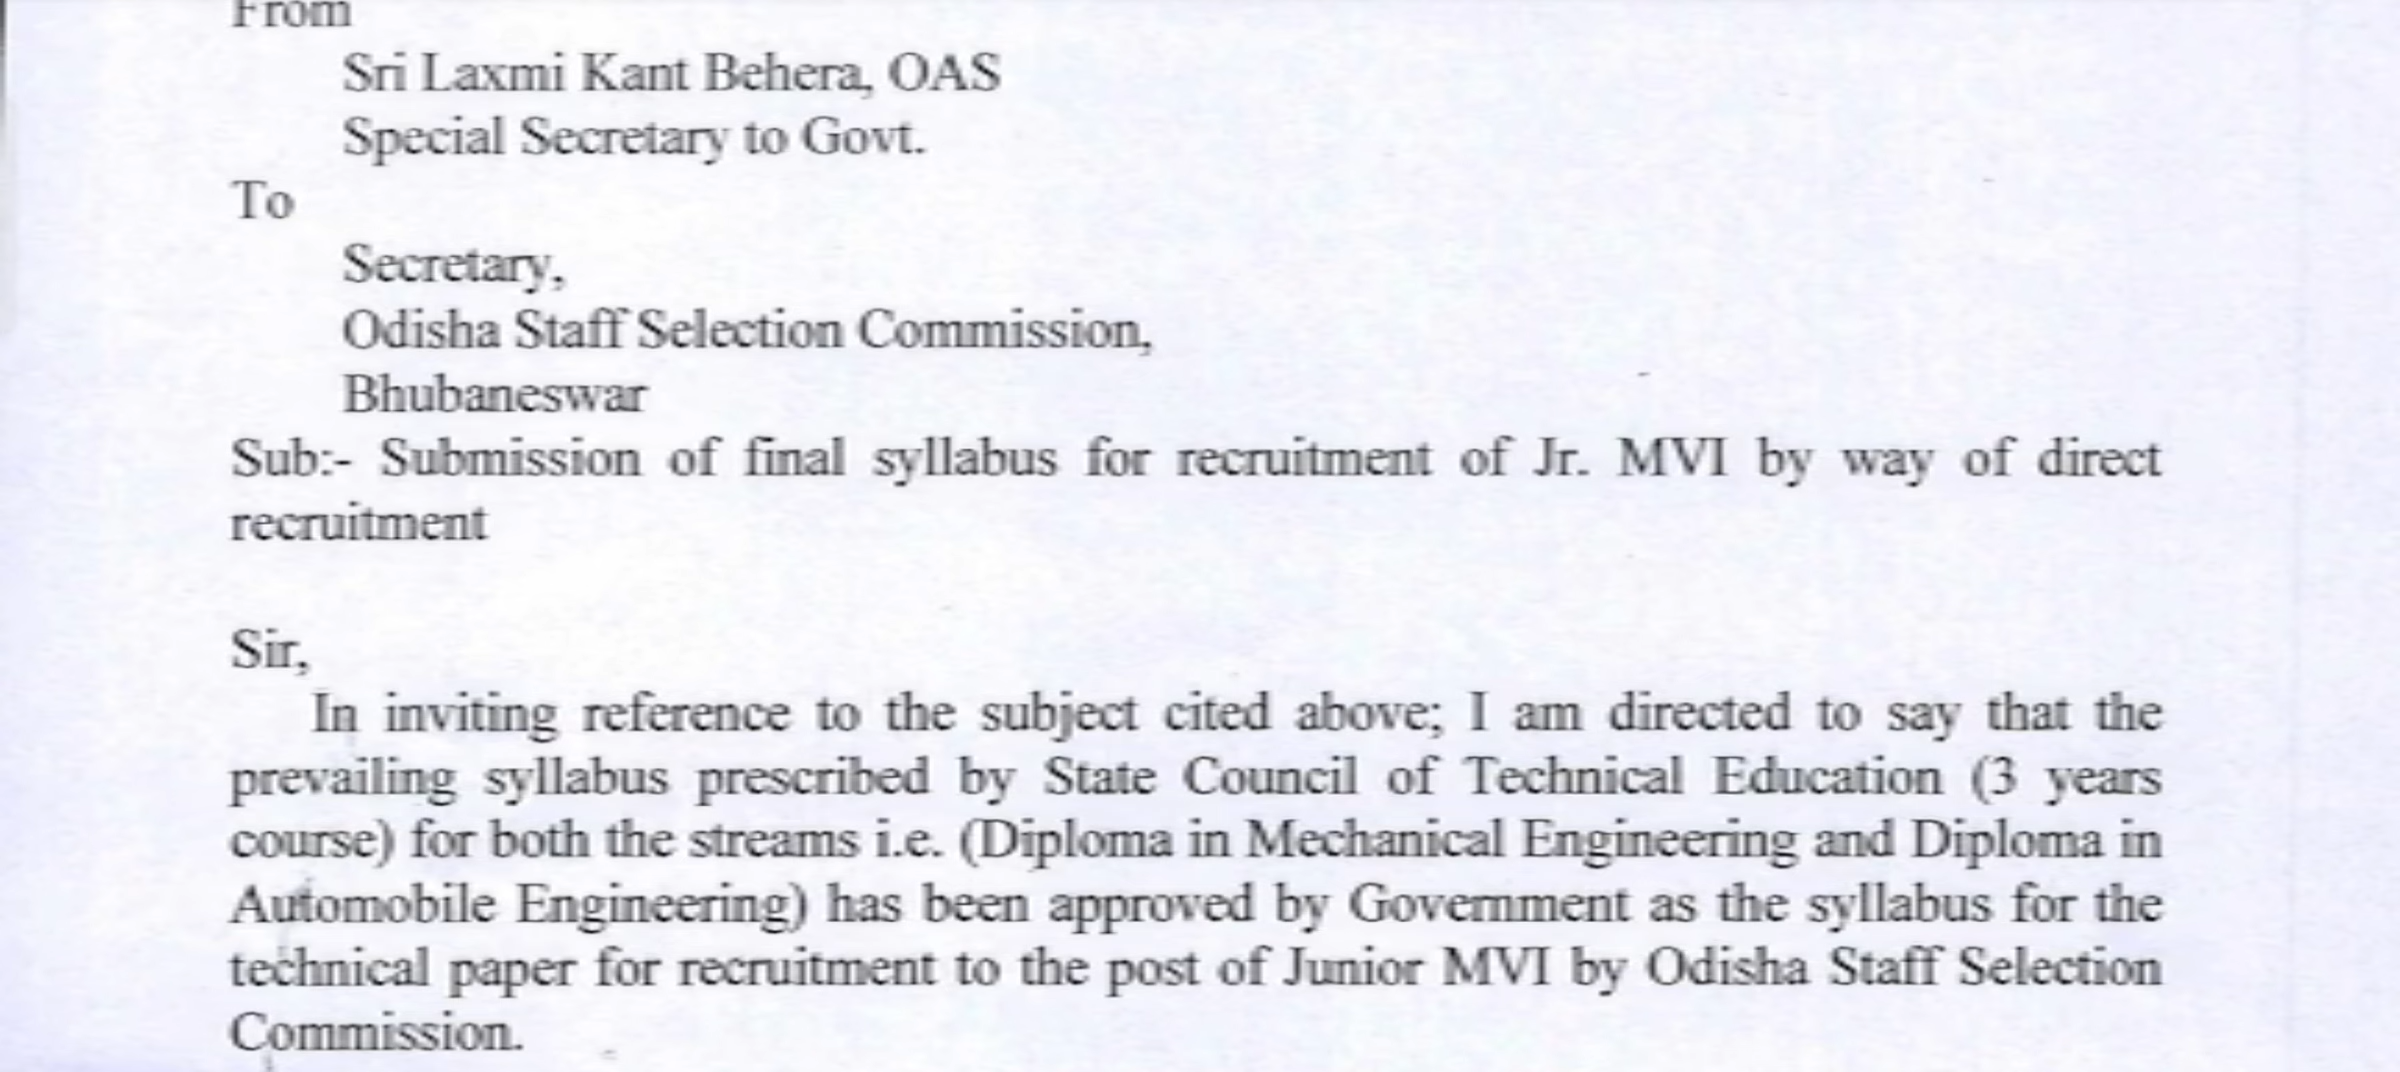 From
Sri Laxmi Kant Behera, OAS
Special Secretary to Govt.
To
Secretary,
Odisha Staff Selection Commission,
Bhubaneswar
Sub:- Submission of final syllabus for recruitment of Jr. MVI by way of direct
recruitment
Sir,
In inviting reference to the subject cited above; I am directed to say that the
prevailing syllabus prescribed by State Council of Technical Education (3 years
course) for both the streams i.e. (Diploma in Mechanical Engineering and Diploma in
Automobile Engineering) has been approved by Government as the syllabus for the
technical paper for recruitment to the post of Junior MVI by Odisha Staff Selection
Commission.